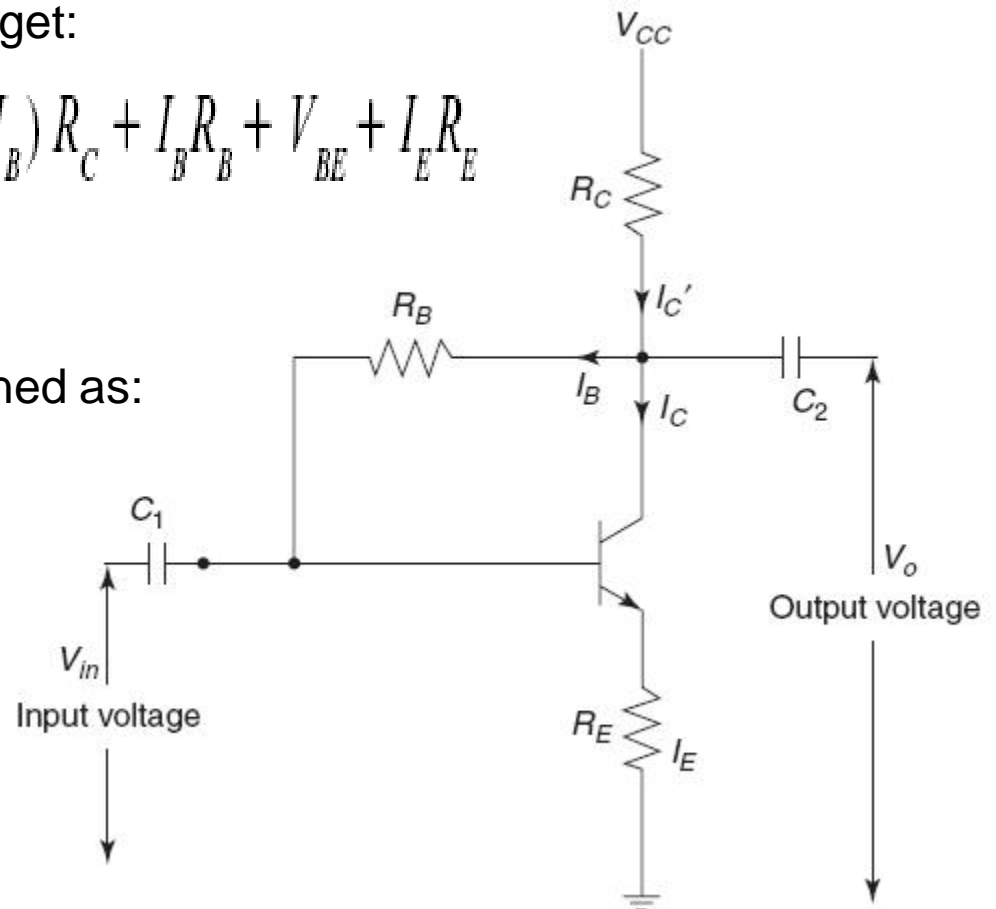 get:
B) R_C + I_B R_B + V_BE + I_E R_E
ned as:
V_CC
R_C
I_C′
R_B
I_B
I_C
C_2
C_1
V_o
Output voltage
V_in
Input voltage
R_E
I_E